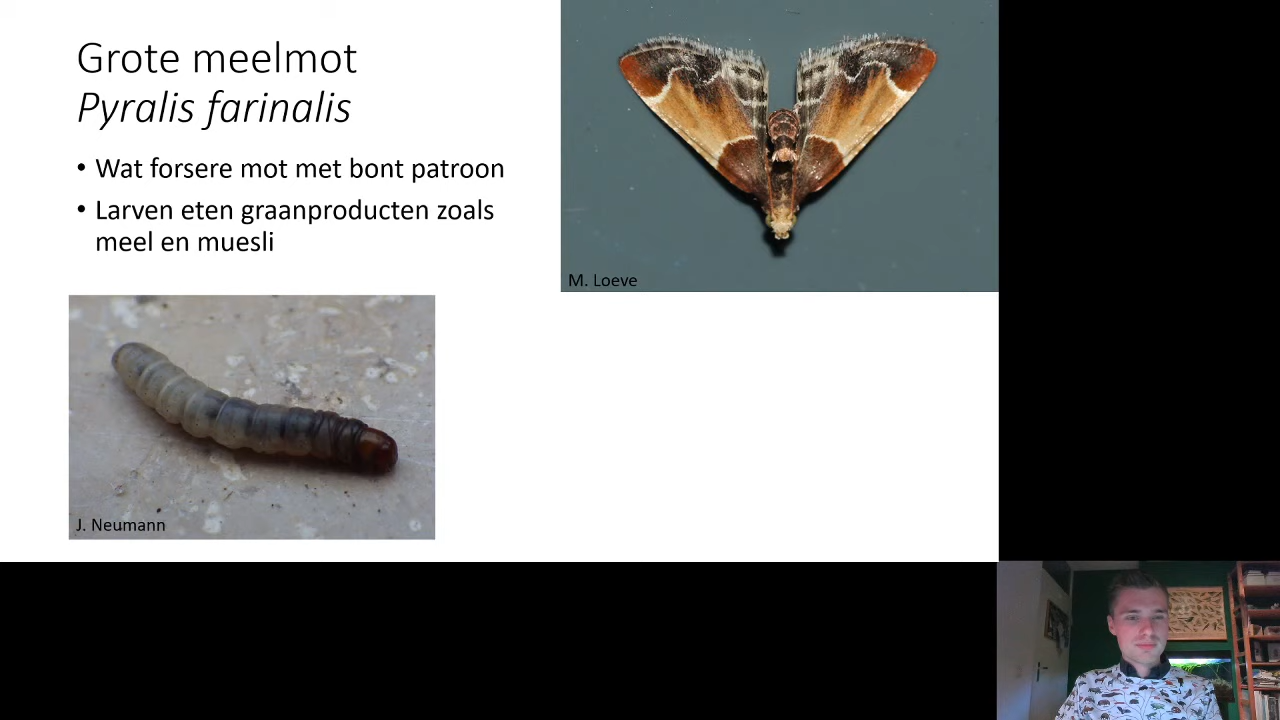 Grote meelmot
Pyralis farinalis
• Wat forsere mot met bont patroon
• Larven eten graanproducten zoals
meel en muesli
M. Loeve
J. Neumann